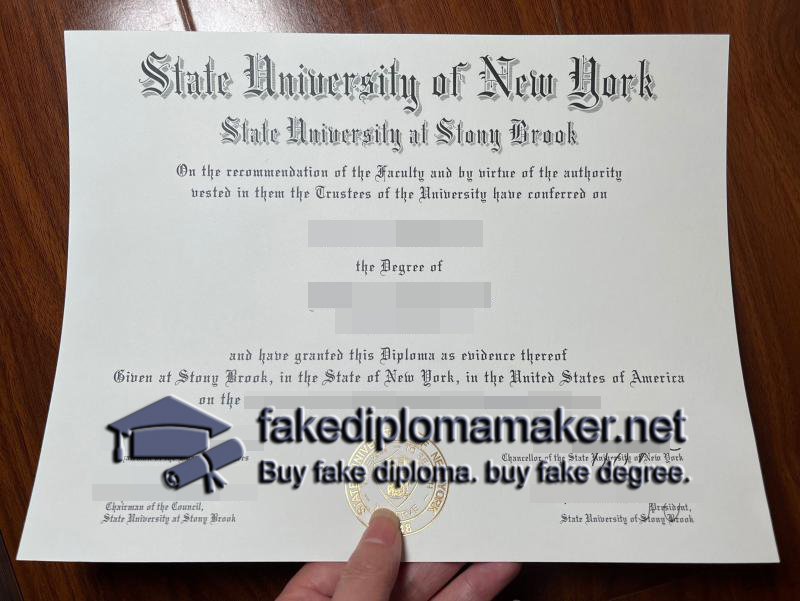 State University of New York
State University at Stony Brook
On the recommendation of the Faculty and by virtue of the authority
vested in them the Trustees of the University have conferred on
the Degree of
and have granted this Diploma as evidence thereof
Given at Stony Brook, in the State of New York, in the United States of America
on the
fakediplomamaker.net
Buy fake diploma. buy fake degree.
Chancellor of the State University of New York
Chairman of the Council,
State University at Stony Brook
President,
State University of Stony Brook